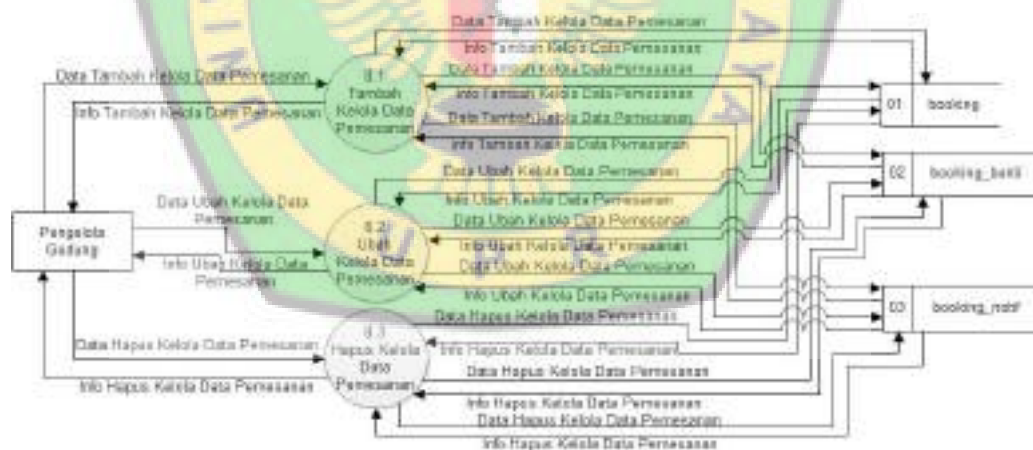 Data Tambah Kelola Data Pemesanan
Info Tambah Kelola Data Pemesanan
Data Tambah Kelola Data Pemesanan
Info Tambah Kelola Data Pemesanan
Data Tambah Kelola Data Pemesanan
Info Tambah Kelola Data Pemesanan
Data Tambah Kelola Data Pemesanan
Info Tambah Kelola Data Pemesanan
8.1
Tambah
Kelola Data
Pemesanan
01 booking
Data Ubah Kelola Data Pemesanan
Info Ubah Kelola Data Pemesanan
Data Ubah Kelola Data Pemesanan
Info Ubah Kelola Data Pemesanan
Data Ubah Kelola Data Pemesanan
Info Ubah Kelola Data Pemesanan
02
Data Ubah Kelola Data
Pemesanan
Info Ubah Kelola Data
Pemesanan
8.2
Ubah
Kelola Data
Pemesanan
Pengelola
Gedung
03
Data Hapus Kelola Data Pemesanan
Info Hapus Kelola Data Pemesanan
Data Hapus Kelola Data Pemesanan
Info Hapus Kelola Data Pemesanan
Data Hapus Kelola Data Pemesanan
Info Hapus Kelola Data Pemesanan
8.3
Hapus Kelola
Data
Pemesanan
Data Hapus Kelola Data Pemesanan
Info Hapus Kelola Data Pemesanan